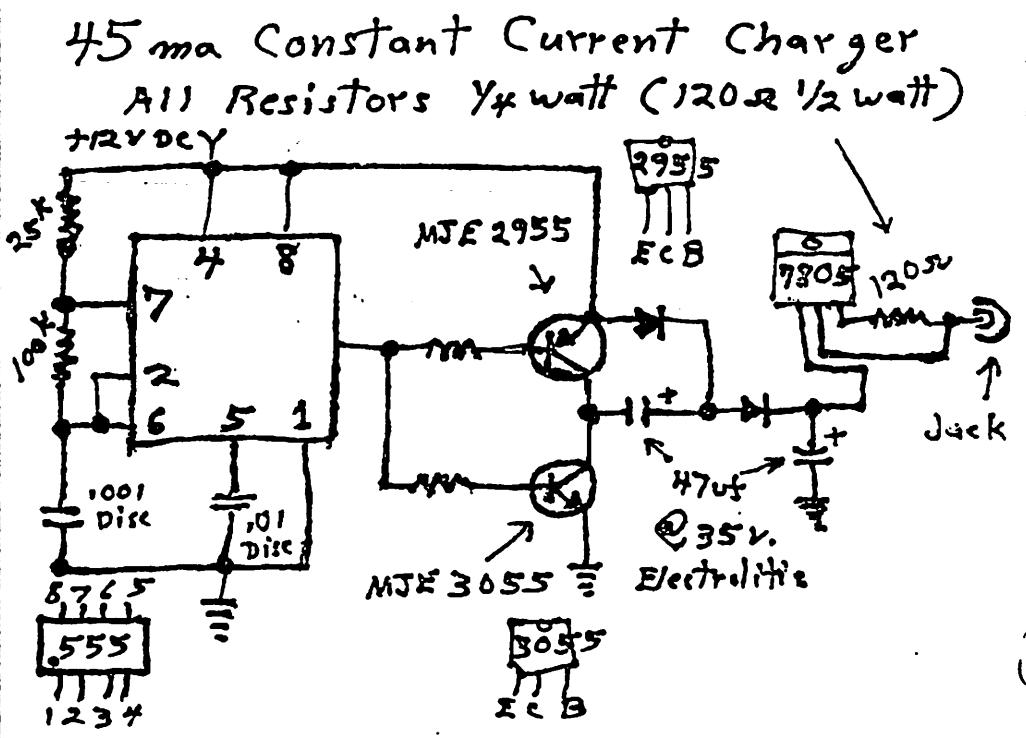 45 ma Constant Current Charger
All Resistors 1/4 watt (120Ω 1/2 watt)
+12V DC
2955
E C B
MJE 2955
25K
4 8
7
7805
120Ω
100K
2
6 5 1
Jack
+
+
.001
Disc
.01
Disc
47uf
@ 35 v.
Electrolitic
MJE 3055
8 7 6 5
.555
1 2 3 4
3055
E C B